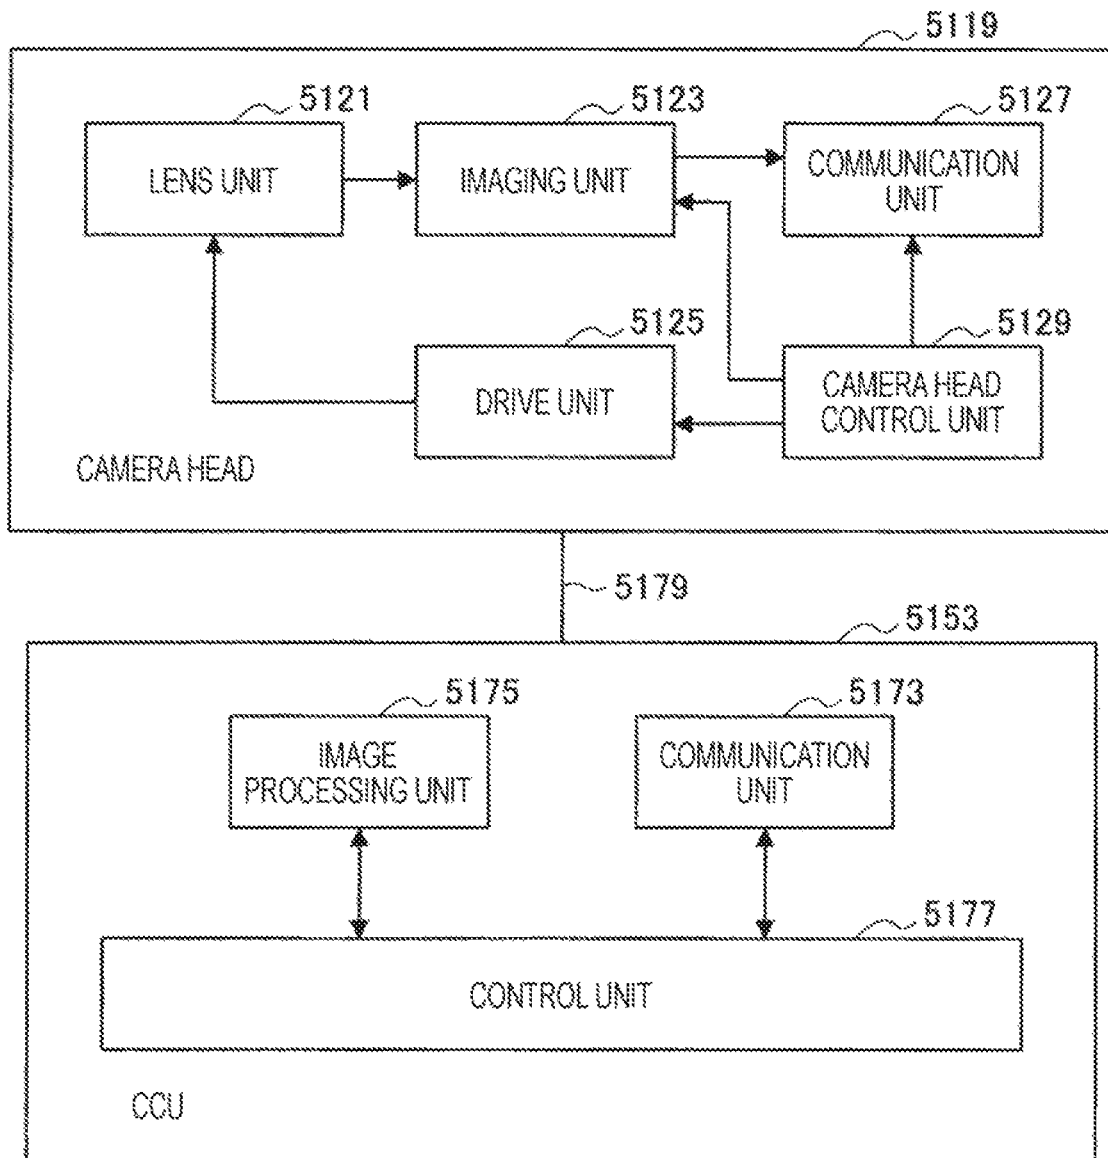 5119
5121
5123
5127
LENS UNIT
IMAGING UNIT
COMMUNICATION
UNIT
5125
5129
DRIVE UNIT
CAMERA HEAD
CONTROL UNIT
CAMERA HEAD
5179
5153
5175
5173
IMAGE
PROCESSING UNIT
COMMUNICATION
UNIT
5177
CONTROL UNIT
CCU